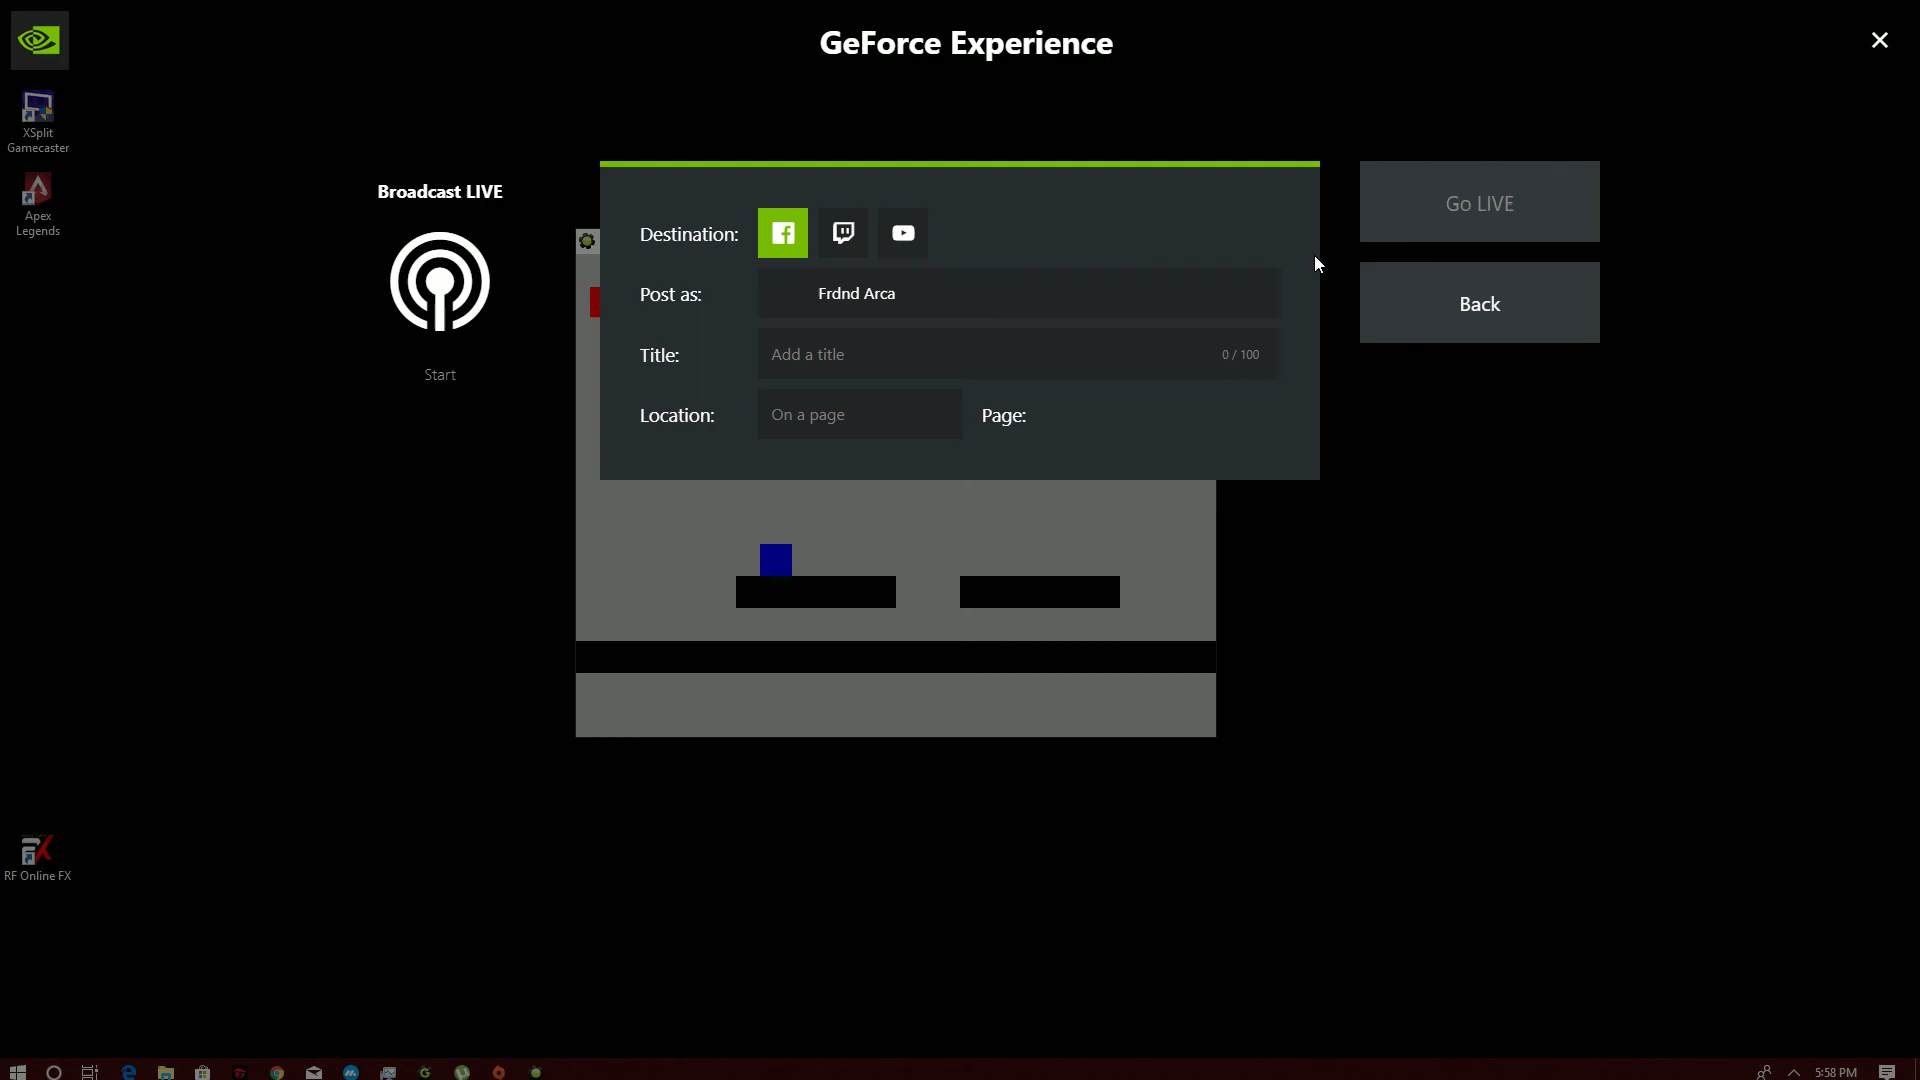 GeForce Experience
XSplit
Gamecaster
Apex
Legends
Broadcast LIVE
Start
Destination:
Post as:
Frdnd Arca
Title:
Add a title
0 / 100
Location:
On a page
Page:
Go LIVE
Back
RF Online FX
5:58 PM